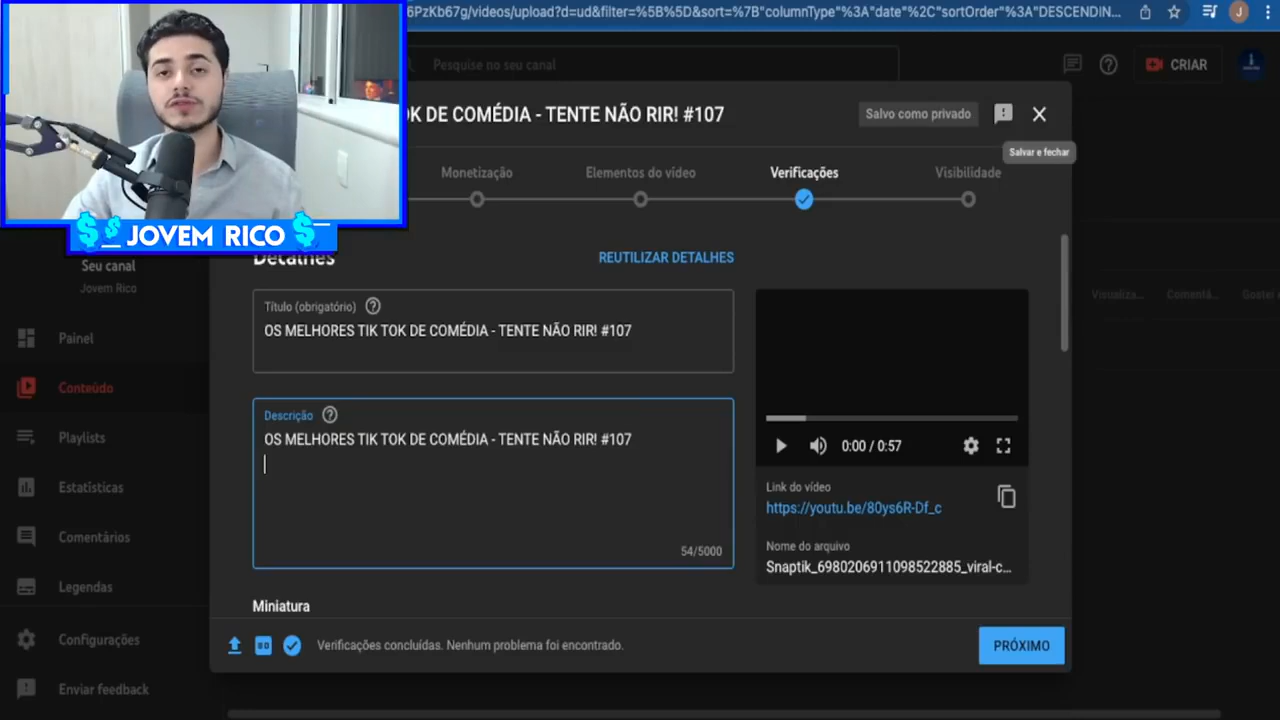 6PzKb67g/videos/upload?d=ud&filter=%5B%5D&sort=%7B"columnType"%3A"date"%2C"sortOrder"%3A"DESCENDIN...
J
Pesquise no seu canal
CRIAR
OK DE COMÉDIA - TENTE NÃO RIR! #107
Salvo como privado
Salvar e fechar
Monetização
Elementos do vídeo
Verificações
Visibilidade
$ $ JOVEM RICO $
Detalhes
REUTILIZAR DETALHES
Seu canal
Jovem Rico
Painel
Conteúdo
Playlists
Estatísticas
Comentários
Legendas
Configurações
Enviar feedback
Título (obrigatório)
OS MELHORES TIK TOK DE COMÉDIA - TENTE NÃO RIR! #107
Descrição
OS MELHORES TIK TOK DE COMÉDIA - TENTE NÃO RIR! #107
54/5000
Miniatura
0:00 / 0:57
Link do vídeo
https://youtu.be/80ys6R-Df_c
Nome do arquivo
Snaptik_6980206911098522885_viral-c...
Visualiza...
Comentá...
Gostei
SD
Verificações concluídas. Nenhum problema foi encontrado.
PRÓXIMO